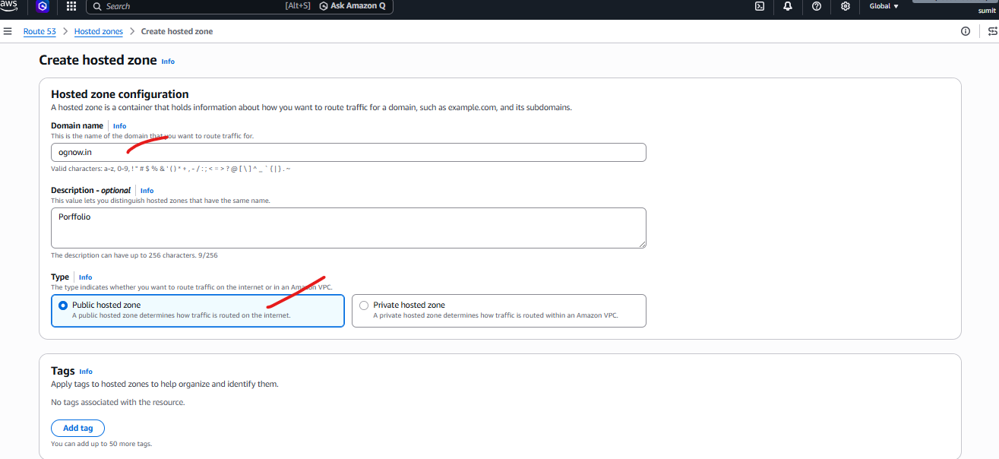 aws
Search [Alt+S] Ask Amazon Q Global
sumit
Route 53 > Hosted zones > Create hosted zone
Create hosted zone Info
Hosted zone configuration
A hosted zone is a container that holds information about how you want to route traffic for a domain, such as example.com, and its subdomains.
Domain name Info
This is the name of the domain that you want to route traffic for.
ognow.in
Valid characters: a-z, 0-9, ! " # $ % & ' ( ) * + , - / : ; < = > ? @ [ \ ] ^ _ ` { | } . ~
Description - optional Info
This value lets you distinguish hosted zones that have the same name.
Porffolio
The description can have up to 256 characters. 9/256
Type Info
The type indicates whether you want to route traffic on the internet or in an Amazon VPC.
Public hosted zone
A public hosted zone determines how traffic is routed on the internet.
Private hosted zone
A private hosted zone determines how traffic is routed within an Amazon VPC.
Tags Info
Apply tags to hosted zones to help organize and identify them.
No tags associated with the resource.
Add tag
You can add up to 50 more tags.